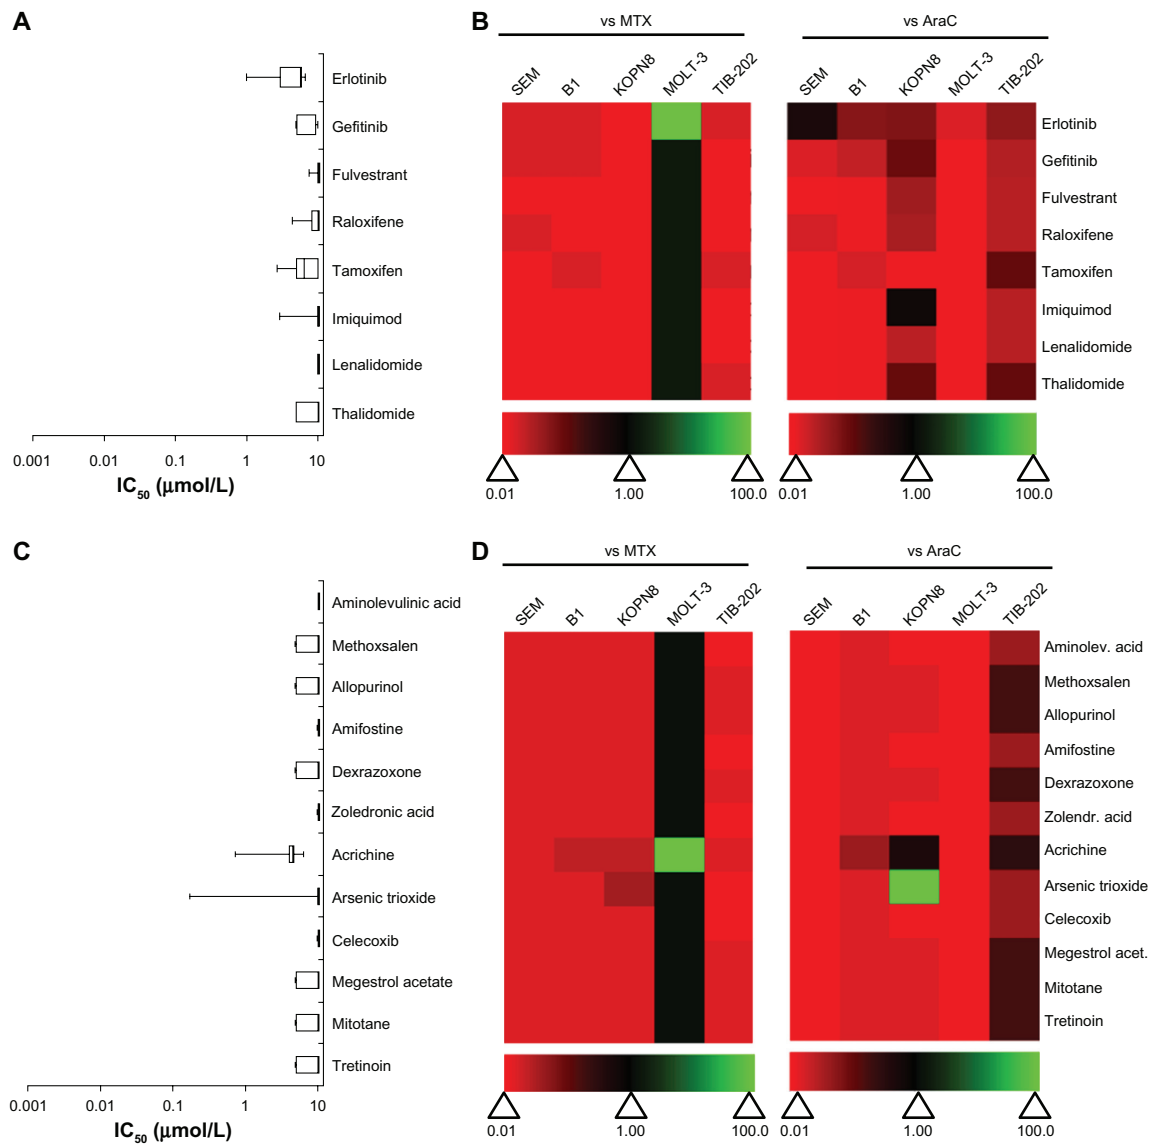 A
Erlotinib
Gefitinib
Fulvestrant
Raloxifene
Tamoxifen
Imiquimod
Lenalidomide
Thalidomide
0.001 0.01 0.1 1 10
IC50 (μmol/L)
B
vs MTX vs AraC
SEM B1 KOPN8 MOLT-3 TIB-202 SEM B1 KOPN8 MOLT-3 TIB-202
Erlotinib
Gefitinib
Fulvestrant
Raloxifene
Tamoxifen
Imiquimod
Lenalidomide
Thalidomide
0.01 1.00 100.0 0.01 1.00 100.0
C
Aminolevulinic acid
Methoxsalen
Allopurinol
Amifostine
Dexrazoxone
Zoledronic acid
Acrichine
Arsenic trioxide
Celecoxib
Megestrol acetate
Mitotane
Tretinoin
0.001 0.01 0.1 1 10
IC50 (μmol/L)
D
vs MTX vs AraC
SEM B1 KOPN8 MOLT-3 TIB-202 SEM B1 KOPN8 MOLT-3 TIB-202
Aminolev. acid
Methoxsalen
Allopurinol
Amifostine
Dexrazoxone
Zolendr. acid
Acrichine
Arsenic trioxide
Celecoxib
Megestrol acet.
Mitotane
Tretinoin
0.01 1.00 100.0 0.01 1.00 100.0